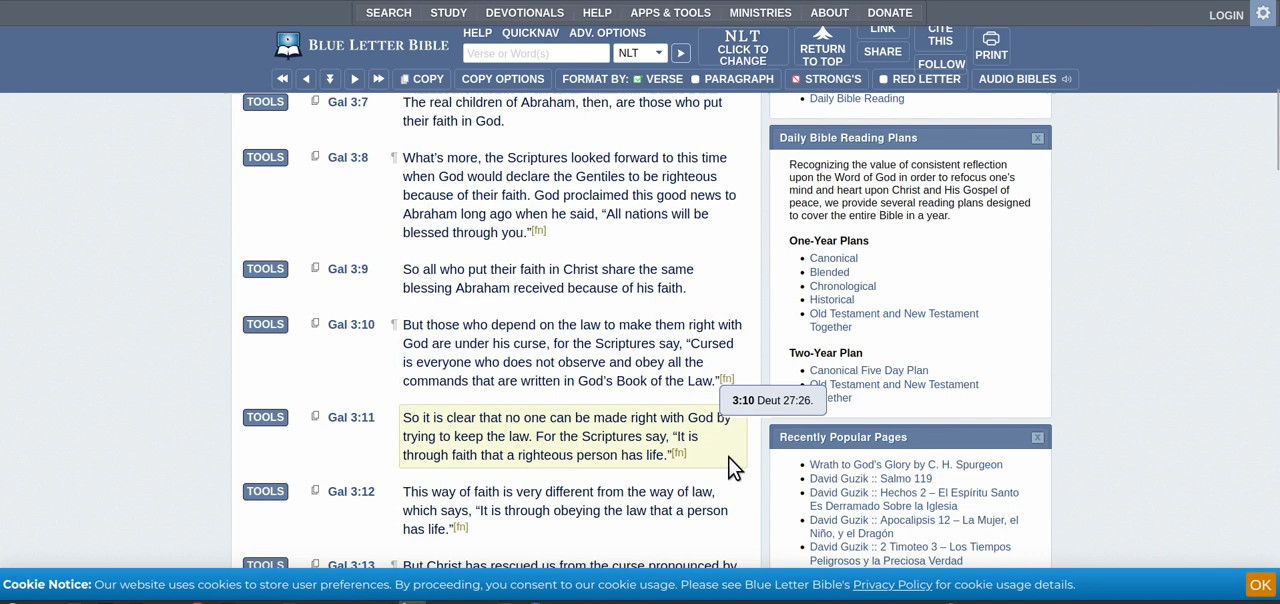 SEARCH STUDY DEVOTIONALS HELP APPS & TOOLS MINISTRIES ABOUT DONATE
LOGIN
BLUE LETTER BIBLE
HELP QUICKNAV ADV. OPTIONS
Verse or Word(s) NLT
NLT
CLICK TO
CHANGE
RETURN
TO TOP
LINK
SHARE
CITE
THIS
FOLLOW
PRINT
COPY COPY OPTIONS FORMAT BY: VERSE PARAGRAPH STRONG'S RED LETTER AUDIO BIBLES
TOOLS Gal 3:7 The real children of Abraham, then, are those who put
their faith in God.
TOOLS Gal 3:8 ¶ What’s more, the Scriptures looked forward to this time
when God would declare the Gentiles to be righteous
because of their faith. God proclaimed this good news to
Abraham long ago when he said, “All nations will be
blessed through you.”[fn]
TOOLS Gal 3:9 So all who put their faith in Christ share the same
blessing Abraham received because of his faith.
TOOLS Gal 3:10 ¶ But those who depend on the law to make them right with
God are under his curse, for the Scriptures say, “Cursed
is everyone who does not observe and obey all the
commands that are written in God’s Book of the Law.”[fn]
3:10 Deut 27:26.
TOOLS Gal 3:11 So it is clear that no one can be made right with God by
trying to keep the law. For the Scriptures say, “It is
through faith that a righteous person has life.”[fn]
TOOLS Gal 3:12 This way of faith is very different from the way of law,
which says, “It is through obeying the law that a person
has life.”[fn]
TOOLS Gal 3:13 ¶ But Christ has rescued us from the curse pronounced by
Daily Bible Reading
Daily Bible Reading Plans X
Recognizing the value of consistent reflection
upon the Word of God in order to refocus one's
mind and heart upon Christ and His Gospel of
peace, we provide several reading plans designed
to cover the entire Bible in a year.
One-Year Plans
Canonical
Blended
Chronological
Historical
Old Testament and New Testament
Together
Two-Year Plan
Canonical Five Day Plan
Old Testament and New Testament
ether
Recently Popular Pages X
Wrath to God's Glory by C. H. Spurgeon
David Guzik :: Salmo 119
David Guzik :: Hechos 2 – El Espíritu Santo
Es Derramado Sobre la Iglesia
David Guzik :: Apocalipsis 12 – La Mujer, el
Niño, y el Dragón
David Guzik :: 2 Timoteo 3 – Los Tiempos
Peligrosos y la Preciosa Verdad
Cookie Notice: Our website uses cookies to store user preferences. By proceeding, you consent to our cookie usage. Please see Blue Letter Bible's Privacy Policy for cookie usage details. OK